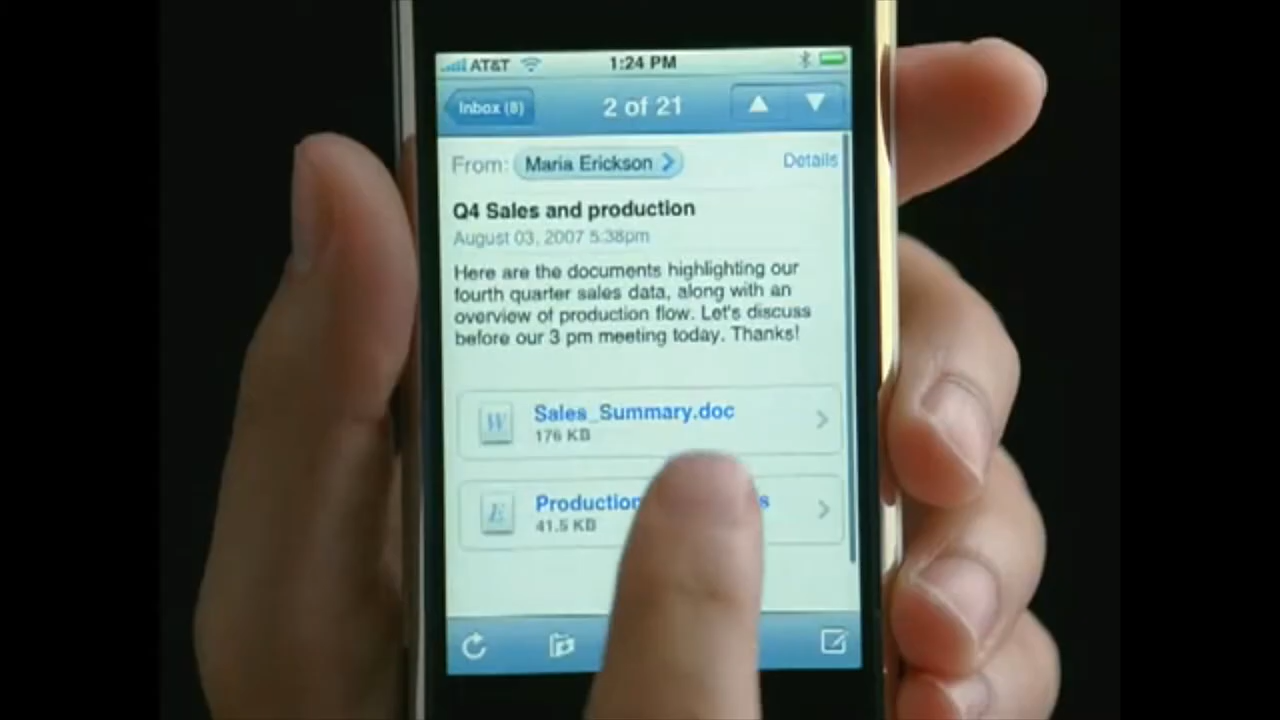 AT&T 1:24 PM
Inbox (8) 2 of 21
From: Maria Erickson Details
Q4 Sales and production
August 03, 2007 5:38pm
Here are the documents highlighting our
fourth quarter sales data, along with an
overview of production flow. Let's discuss
before our 3 pm meeting today. Thanks!
W Sales_Summary.doc
176 KB
E
41.5 KB